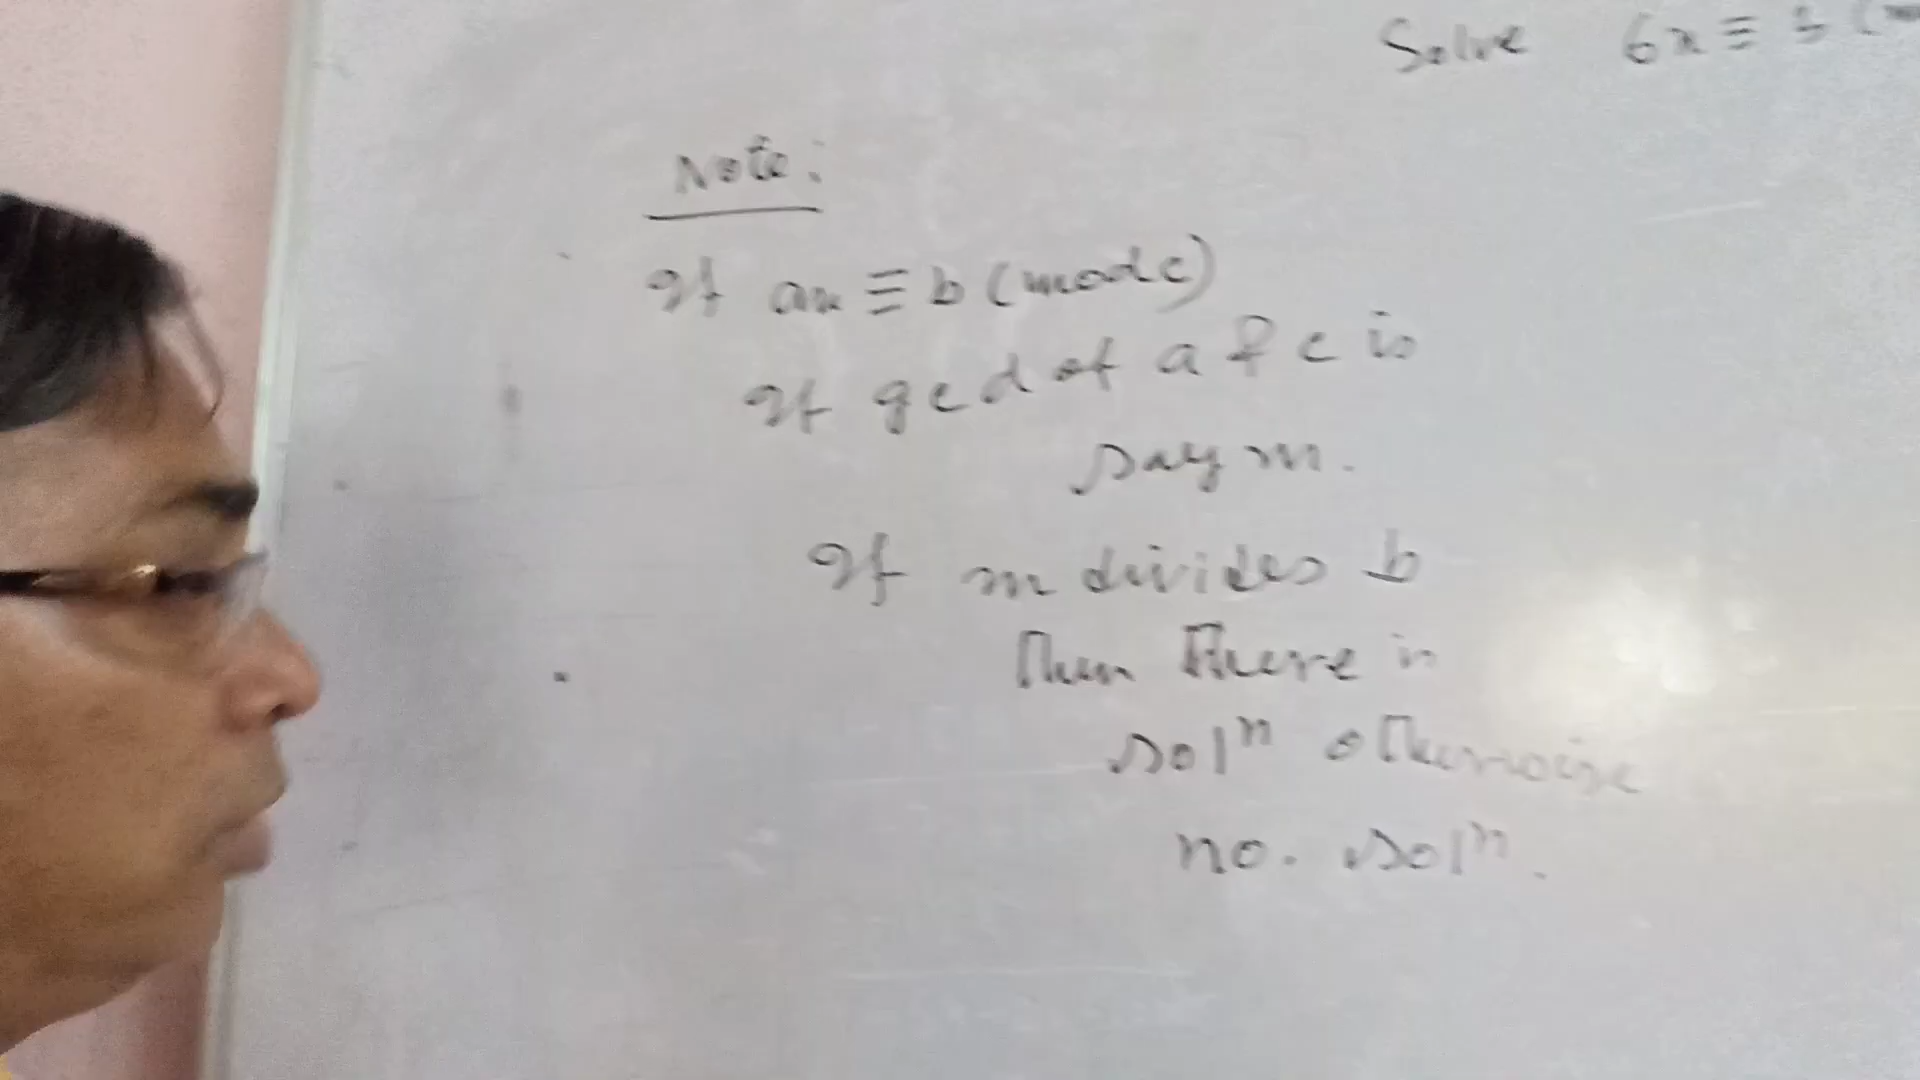 Solve 6x ≡
Note:
If ax ≡ b (mod c)
If gcd of a & c is
say m.
If m divides b
Then there is
solⁿ otherwise
no. solⁿ.